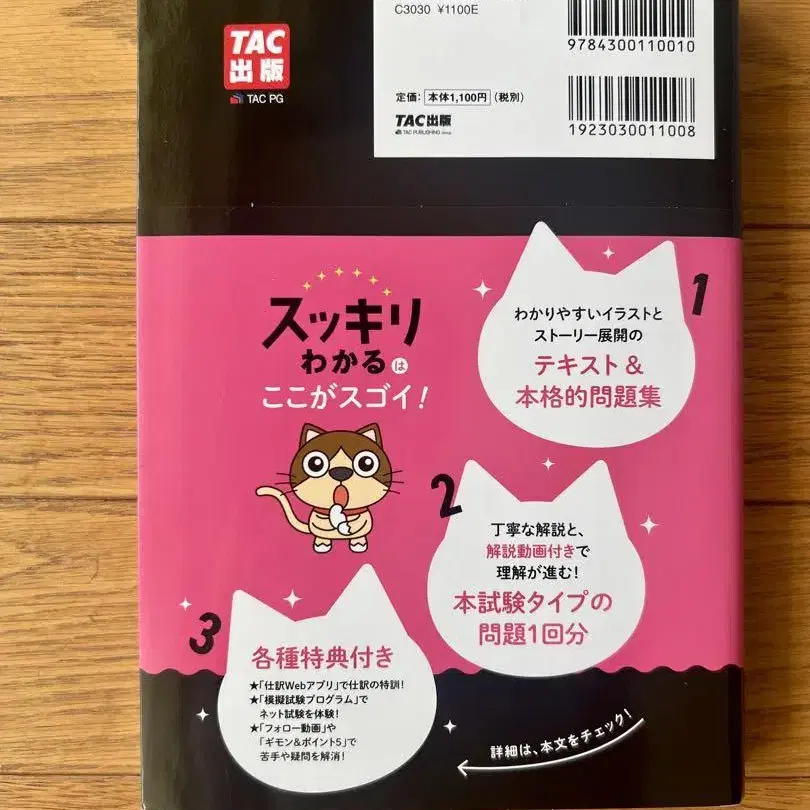 TAC
出版
TAC PG
C3030 ¥1100E
9784300110010
定価: 本体1,100円 (税別)
TAC出版
TAC PUBLISHING Group
1923030011008
スッキリ
わかるは
ここがスゴイ!
1
わかりやすいイラストと
ストーリー展開の
テキスト&
本格的問題集
2
丁寧な解説と、
解説動画付きで
理解が進む!
本試験タイプの
問題1回分
3
各種特典付き
★「仕訳Webアプリ」で仕訳の特訓!
★「模擬試験プログラム」で
ネット試験を体験!
★「フォロー動画」や
「ギモン&ポイント5」で
苦手や疑問を解消!
詳細は、本文をチェック!